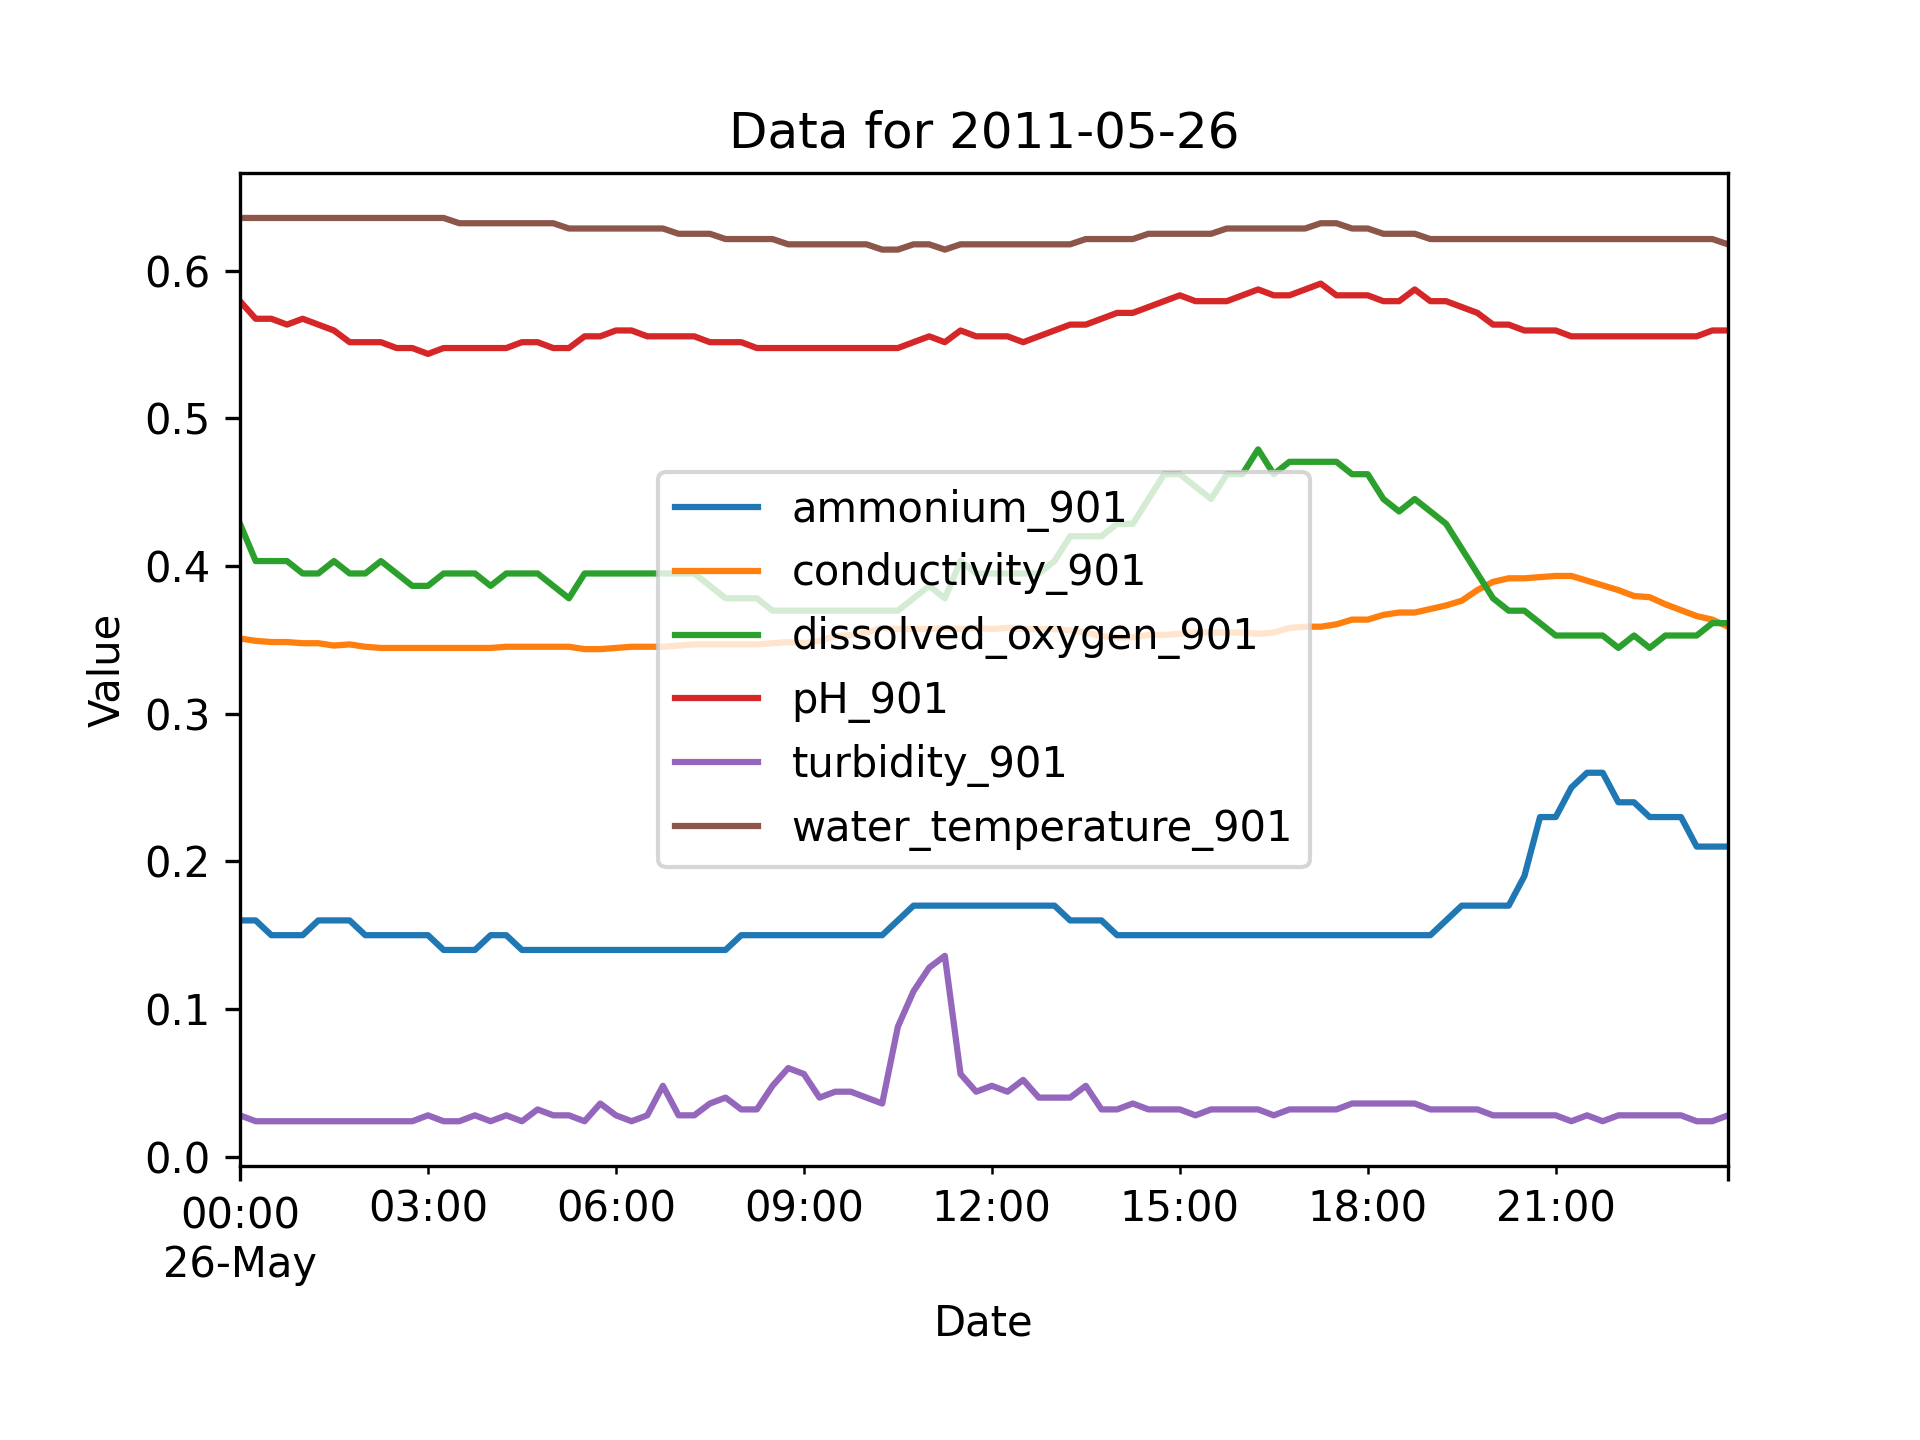 Data for 2011-05-26
Value
0.6
0.5
0.4
0.3
0.2
0.1
0.0
ammonium_901
conductivity_901
dissolved_oxygen_901
pH_901
turbidity_901
water_temperature_901
00:00 03:00 06:00 09:00 12:00 15:00 18:00 21:00
26-May
Date